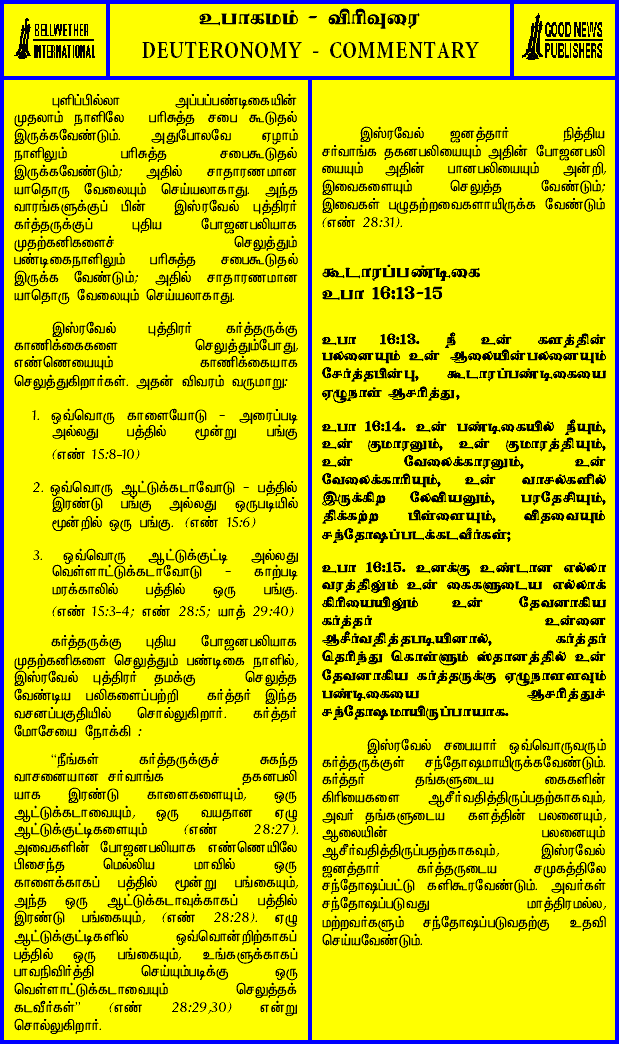 BELLWETHER
INTERNATIONAL
உபாகமம் - விரிவுரை
DEUTERONOMY - COMMENTARY
GOOD NEWS
PUBLISHERS
புளிப்பில்லா அப்பப்பண்டிகையின்
முதலாம் நாளிலே பரிசுத்த சபை கூடுதல்
இருக்கவேண்டும். அதுபோலவே ஏழாம்
நாளிலும் பரிசுத்த சபைகூடுதல்
இருக்கவேண்டும்; அதில் சாதாரணமான
யாதொரு வேலையும் செய்யலாகாது. அந்த
வாரங்களுக்குப் பின் இஸ்ரவேல் புத்திரர்
கர்த்தருக்குப் புதிய போஜனபலியாக
முதற்கனிகளைச் செலுத்தும்
பண்டிகைநாளிலும் பரிசுத்த சபைகூடுதல்
இருக்க வேண்டும்; அதில் சாதாரணமான
யாதொரு வேலையும் செய்யலாகாது.
இஸ்ரவேல் புத்திரர் கர்த்தருக்கு
காணிக்கைகளை செலுத்தும்போது,
எண்ணெயையும் காணிக்கையாக
செலுத்துகிறார்கள். அதன் விவரம் வருமாறு:
1. ஒவ்வொரு காளையோடு - அரைப்படி
அல்லது பத்தில் மூன்று பங்கு
(எண் 15:8-10)
2. ஒவ்வொரு ஆட்டுக்கடாவோடு - பத்தில்
இரண்டு பங்கு அல்லது ஒருபடியில்
மூன்றில் ஒரு பங்கு. (எண் 15:6)
3. ஒவ்வொரு ஆட்டுக்குட்டி அல்லது
வெள்ளாட்டுக்கடாவோடு - காற்படி
மரக்காலில் பத்தில் ஒரு பங்கு.
(எண் 15:3-4; எண் 28:5; யாத் 29:40)
கர்த்தருக்கு புதிய போஜனபலியாக
முதற்கனிகளை செலுத்தும் பண்டிகை நாளில்,
இஸ்ரவேல் புத்திரர் தமக்கு செலுத்த
வேண்டிய பலிகளைப்பற்றி கர்த்தர் இந்த
வசனப்பகுதியில் சொல்லுகிறார். கர்த்தர்
மோசேயை நோக்கி :
“நீங்கள் கர்த்தருக்குச் சுகந்த
வாசனையான சர்வாங்க தகனபலி
யாக இரண்டு காளைகளையும், ஒரு
ஆட்டுக்கடாவையும், ஒரு வயதான ஏழு
ஆட்டுக்குட்டிகளையும் (எண் 28:27).
அவைகளின் போஜனபலியாக எண்ணெயிலே
பிசைந்த மெல்லிய மாவில் ஒரு
காளைக்காகப் பத்தில் மூன்று பங்கையும்,
அந்த ஒரு ஆட்டுக்கடாவுக்காகப் பத்தில்
இரண்டு பங்கையும், (எண் 28:28). ஏழு
ஆட்டுக்குட்டிகளில் ஒவ்வொன்றிற்காகப்
பத்தில் ஒரு பங்கையும், உங்களுக்காகப்
பாவநிவிர்த்தி செய்யும்படிக்கு ஒரு
வெள்ளாட்டுக்கடாவையும் செலுத்தக்
கடவீர்கள்” (எண் 28:29,30) என்று
சொல்லுகிறார்.
இஸ்ரவேல் ஜனத்தார் நித்திய
சர்வாங்க தகனபலியையும் அதின் போஜனபலி
யையும் அதின் பானபலியையும் அன்றி,
இவைகளையும் செலுத்த வேண்டும்;
இவைகள் பழுதற்றவைகளாயிருக்க வேண்டும்
(எண் 28:31).
கூடாரப்பண்டிகை
உபா 16:13-15
உபா 16:13. நீ உன் களத்தின்
பலனையும் உன் ஆலையின்பலனையும்
சேர்த்தபின்பு, கூடாரப்பண்டிகையை
ஏழுநாள் ஆசரித்து,
உபா 16:14. உன் பண்டிகையில் நீயும்,
உன் குமாரனும், உன் குமாரத்தியும்,
உன் வேலைக்காரனும், உன்
வேலைக்காரியும், உன் வாசல்களில்
இருக்கிற லேவியனும், பரதேசியும்,
திக்கற்ற பிள்ளையும், விதவையும்
சந்தோஷப்படக்கடவீர்கள்;
உபா 16:15. உனக்கு உண்டான எல்லா
வரத்திலும் உன் கைகளுடைய எல்லாக்
கிரியையிலும் உன் தேவனாகிய
கர்த்தர் உன்னை
ஆசீர்வதித்தபடியினால், கர்த்தர்
தெரிந்து கொள்ளும் ஸ்தானத்தில் உன்
தேவனாகிய கர்த்தருக்கு ஏழுநாளளவும்
பண்டிகையை ஆசரித்துச்
சந்தோஷமாயிருப்பாயாக.
இஸ்ரவேல் சபையார் ஒவ்வொருவரும்
கர்த்தருக்குள் சந்தோஷமாயிருக்கவேண்டும்.
கர்த்தர் தங்களுடைய கைகளின்
கிரியைகளை ஆசீர்வதித்திருப்பதற்காகவும்,
அவர் தங்களுடைய களத்தின் பலனையும்,
ஆலையின் பலனையும்
ஆசீர்வதித்திருப்பதற்காகவும், இஸ்ரவேல்
ஜனத்தார் கர்த்தருடைய சமுகத்திலே
சந்தோஷப்பட்டு களிகூரவேண்டும். அவர்கள்
சந்தோஷப்படுவது மாத்திரமல்ல,
மற்றவர்களும் சந்தோஷப்படுவதற்கு உதவி
செய்யவேண்டும்.